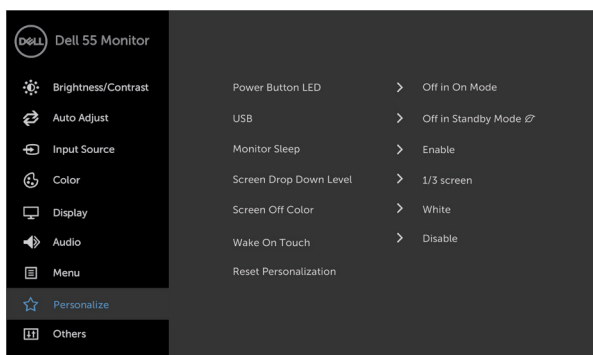 DELL Dell 55 Monitor
Brightness/Contrast
Auto Adjust
Input Source
Color
Display
Audio
Menu
Personalize
Others
Power Button LED > Off in On Mode
USB > Off in Standby Mode
Monitor Sleep > Enable
Screen Drop Down Level > 1/3 screen
Screen Off Color > White
Wake On Touch > Disable
Reset Personalization